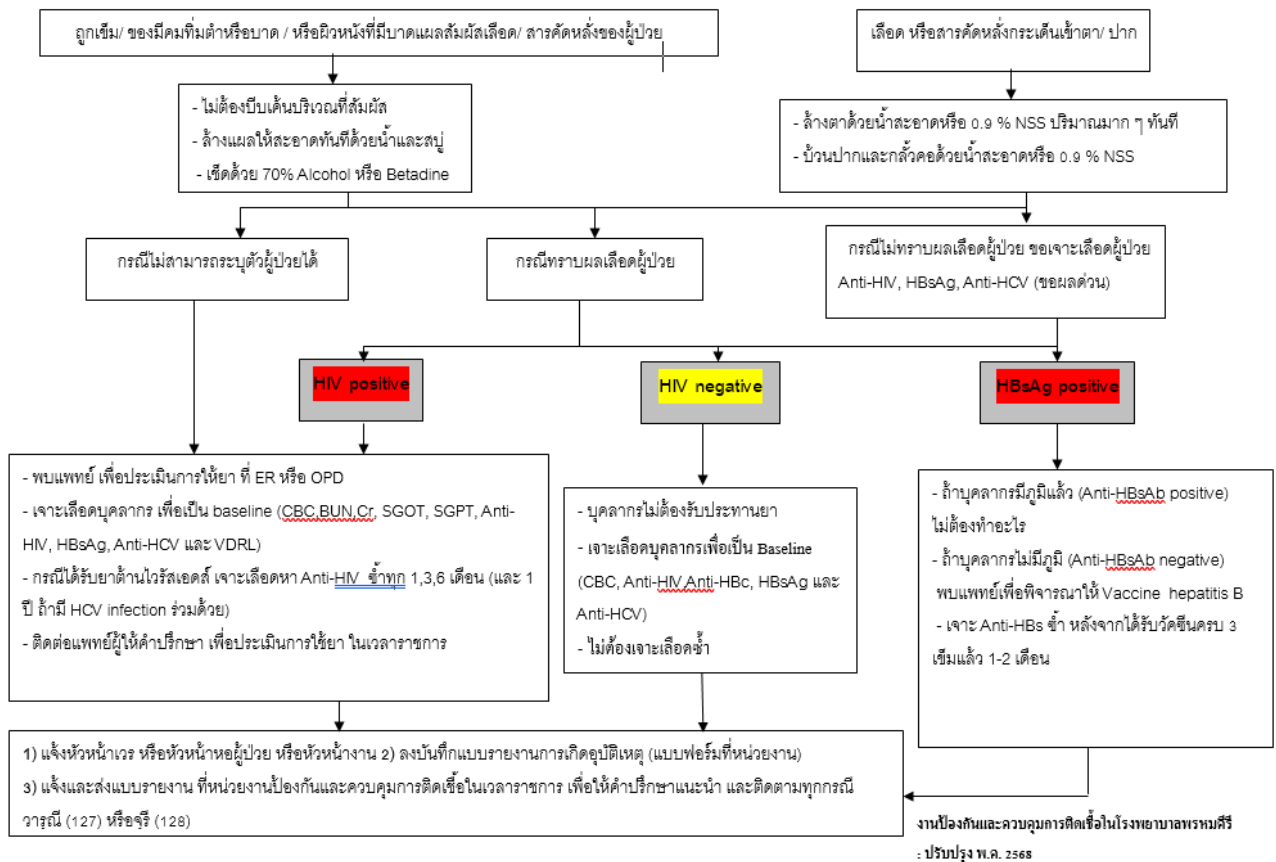 ถูกเข็ม/ ของมีคมทิ่มตำหรือบาด / หรือผิวหนังที่มีบาดแผลสัมผัสเลือด/ สารคัดหลั่งของผู้ป่วย
เลือด หรือสารคัดหลั่งกระเด็นเข้าตา/ ปาก
- ไม่ต้องบีบเค้นบริเวณที่สัมผัส
- ล้างแผลให้สะอาดทันทีด้วยน้ำและสบู่
- เช็ดด้วย 70% Alcohol หรือ Betadine
- ล้างตาด้วยน้ำสะอาดหรือ 0.9 % NSS ปริมาณมาก ๆ ทันที
- บ้วนปากและกลั้วคอด้วยน้ำสะอาดหรือ 0.9 % NSS
กรณีไม่สามารถระบุตัวผู้ป่วยได้
กรณีทราบผลเลือดผู้ป่วย
กรณีไม่ทราบผลเลือดผู้ป่วย ขอเจาะเลือดผู้ป่วย
Anti-HIV, HBsAg, Anti-HCV (ขอผลด่วน)
HIV positive
HIV negative
HBsAg positive
- พบแพทย์ เพื่อประเมินการให้ยา ที่ ER หรือ OPD
- เจาะเลือดบุคลากร เพื่อเป็น baseline (CBC,BUN,Cr, SGOT, SGPT, Anti-
HIV, HBsAg, Anti-HCV และ VDRL)
- กรณีได้รับยาต้านไวรัสเอดส์ เจาะเลือดหา Anti-HIV ซ้ำทุก 1,3,6 เดือน (และ 1
ปี ถ้ามี HCV infection ร่วมด้วย)
- ติดต่อแพทย์ผู้ให้คำปรึกษา เพื่อประเมินการใช้ยา ในเวลาราชการ
- บุคลากรไม่ต้องรับประทานยา
- เจาะเลือดบุคลากรเพื่อเป็น Baseline
(CBC, Anti-HIV,Anti-HBc, HBsAg และ
Anti-HCV)
- ไม่ต้องเจาะเลือดซ้ำ
- ถ้าบุคลากรมีภูมิแล้ว (Anti-HBsAb positive)
ไม่ต้องทำอะไร
- ถ้าบุคลากรไม่มีภูมิ (Anti-HBsAb negative)
พบแพทย์เพื่อพิจารณาให้ Vaccine hepatitis B
- เจาะ Anti-HBs ซ้ำ หลังจากได้รับวัคซีนครบ 3
เข็มแล้ว 1-2 เดือน
1) แจ้งหัวหน้าเวร หรือหัวหน้าหอผู้ป่วย หรือหัวหน้างาน 2) ลงบันทึกแบบรายงานการเกิดอุบัติเหตุ (แบบฟอร์มที่หน่วยงาน)
3) แจ้งและส่งแบบรายงาน ที่หน่วยงานป้องกันและควบคุมการติดเชื้อในเวลาราชการ เพื่อให้คำปรึกษาแนะนำ และติดตามทุกกรณี
วารุณี (127) หรือจุรี (128)
งานป้องกันและควบคุมการติดเชื้อในโรงพยาบาลพรหมคีรี
: ปรับปรุง พ.ค. 2568